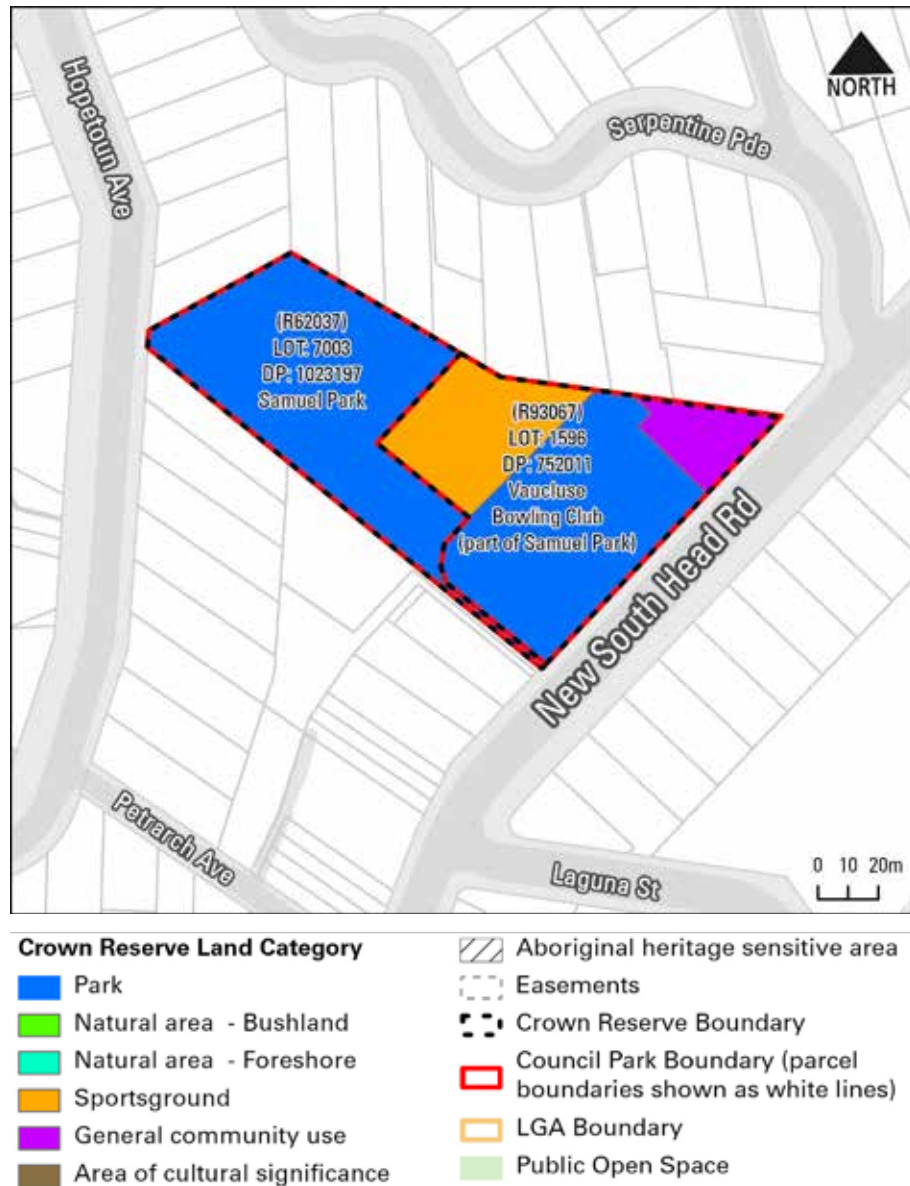 Hopetoun Ave
Serpentine Pde
NORTH
(R62037)
LOT: 7003
DP: 1023197
Samuel Park
(R93067)
LOT: 1596
DP: 752011
Vaucluse
Bowling Club
(part of Samuel Park)
New South Head Rd
Petrarch Ave
Laguna St
0 10 20m
Crown Reserve Land Category
Park
Natural area - Bushland
Natural area - Foreshore
Sportsground
General community use
Area of cultural significance
Aboriginal heritage sensitive area
Easements
Crown Reserve Boundary
Council Park Boundary (parcel
boundaries shown as white lines)
LGA Boundary
Public Open Space